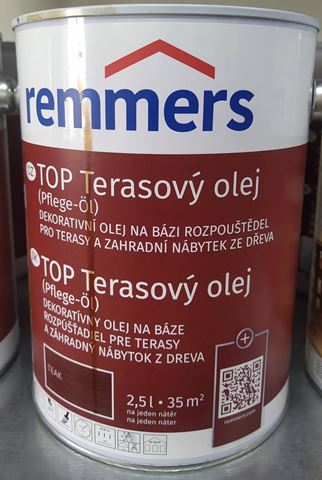 remmers
CZ TOP Terasový olej
(Pflege-Öl)
DEKORATIVNÍ OLEJ NA BÁZI ROZPOUŠTĚDEL
PRO TERASY A ZAHRADNÍ NÁBYTEK ZE DŘEVA
SK TOP Terasový olej
(Pflege-Öl)
DEKORATÍVNY OLEJ NA BÁZE
ROZPÚŠŤADIEL PRE TERASY
A ZÁHRADNÝ NÁBYTOK Z DREVA
TEAK
2,5 l · 35 m²
na jeden nátěr
na jeden náter
remmers.com